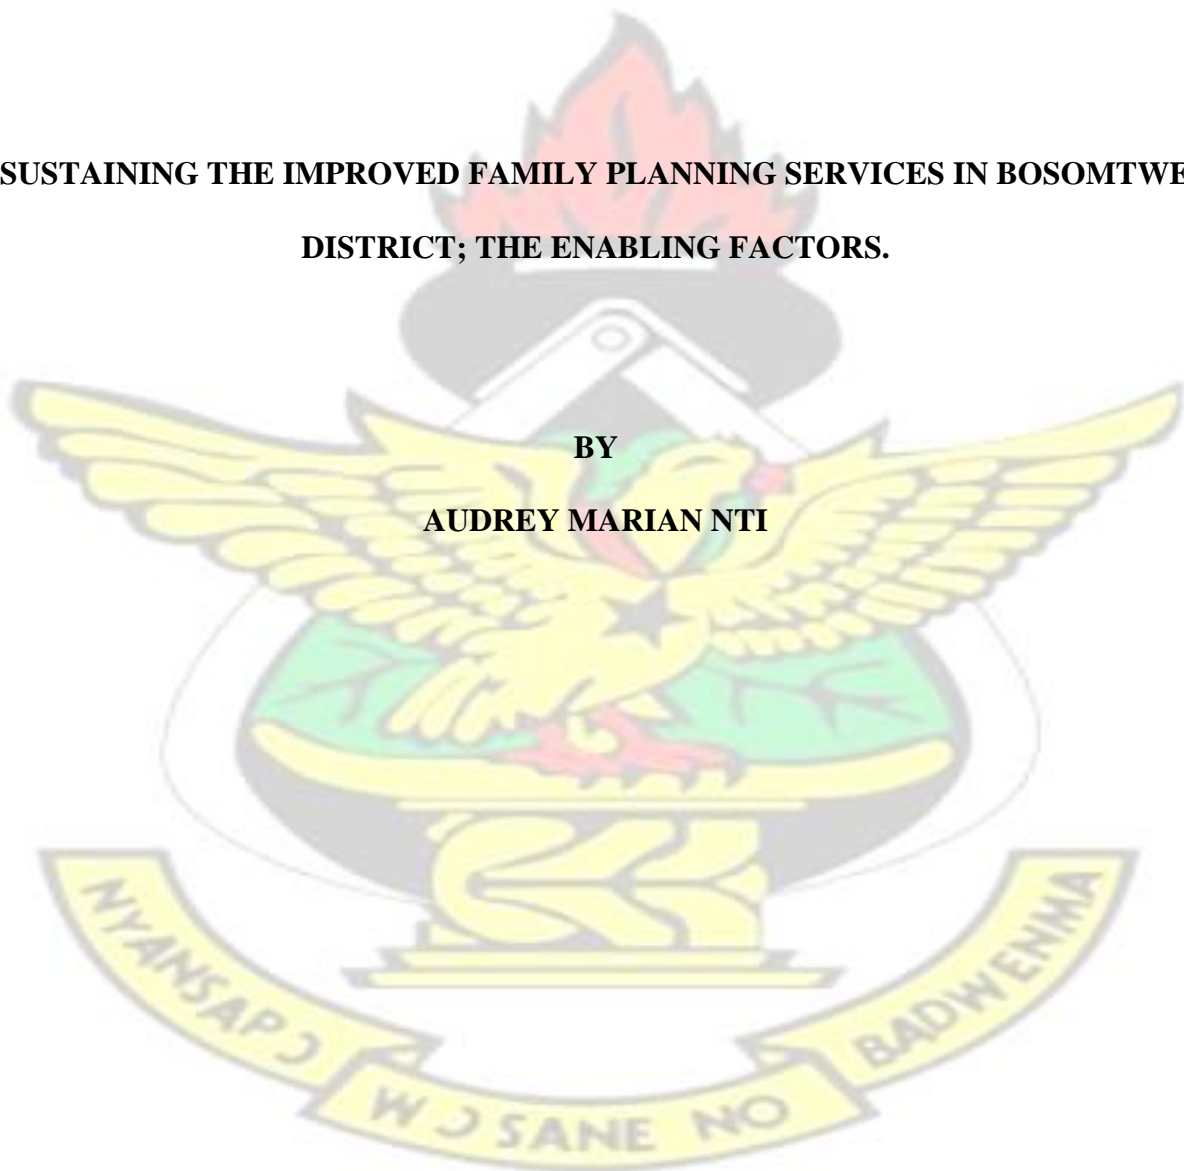 SUSTAINING THE IMPROVED FAMILY PLANNING SERVICES IN BOSOMTWE
DISTRICT; THE ENABLING FACTORS.
BY
AUDREY MARIAN NTI
NYANSAPƆ
WƆSANE NO
BADWENMA